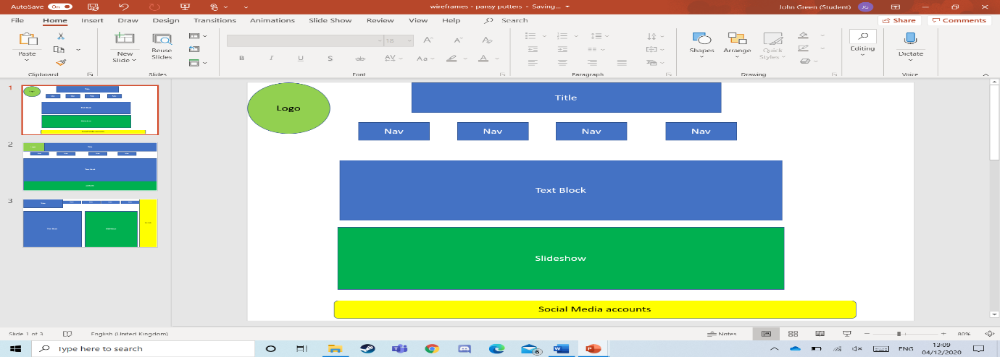 AutoSave On
wireframes - pansy potters - Saving...
John Green (Student) JG
File Home Insert Draw Design Transitions Animations Slide Show Review View Help Search
Share Comments
Paste
Clipboard
New Slide
Reuse Slides
Slides
18
B I U S ab AV Aa A
Font
Paragraph
Shapes
Arrange
Quick Styles
Drawing
Editing
Dictate
Voice
1
2
3
Logo
Title
Nav Nav Nav Nav
Text Block
Slideshow
Social Media accounts
Slide 1 of 3
English (United Kingdom)
Notes
80%
Type here to search
6
ENG
13:09
04/12/2020